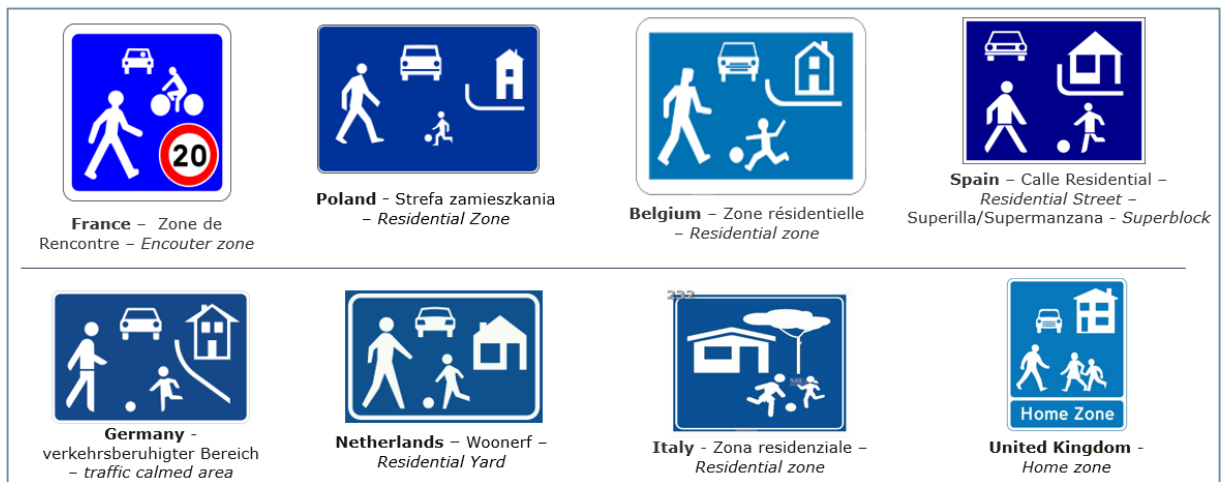 20
France – Zone de
Rencontre – Encouter zone
Poland - Strefa zamieszkania
– Residential Zone
Belgium – Zone résidentielle
– Residential zone
Spain – Calle Residential –
Residential Street –
Superilla/Supermanzana - Superblock
Germany -
verkehrsberuhigter Bereich
– traffic calmed area
Netherlands – Woonerf –
Residential Yard
232
Italy - Zona residenziale –
Residential zone
Home Zone
United Kingdom -
Home zone